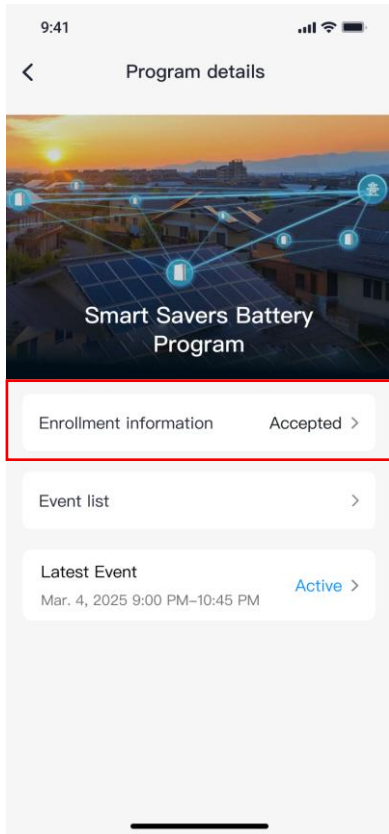 9:41
Program details
Smart Savers Battery
Program
Enrollment information Accepted
Event list
Latest Event
Active
Mar. 4, 2025 9:00 PM–10:45 PM